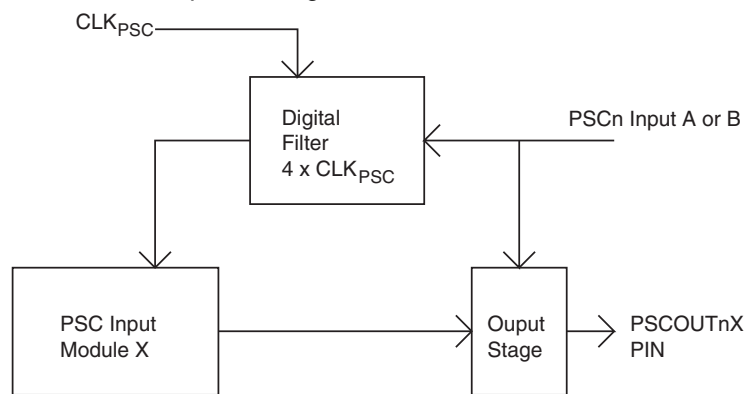 CLKPSC
Digital
Filter
4 x CLKPSC
PSCn Input A or B
PSC Input
Module X
Ouput
Stage
PSCOUTnX
PIN